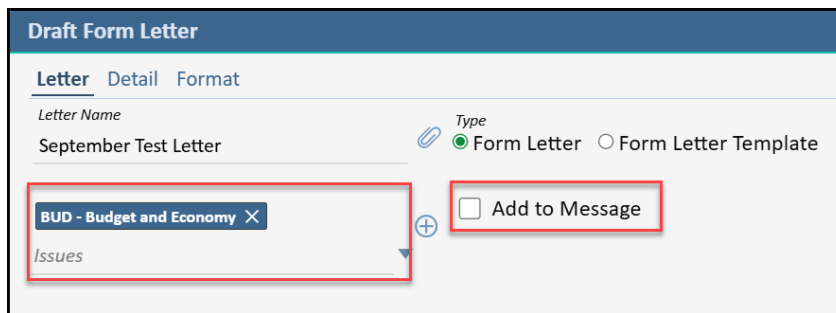 Draft Form Letter
Letter Detail Format
Letter Name
Type
September Test Letter
Form Letter Form Letter Template
BUD - Budget and Economy
Add to Message
Issues